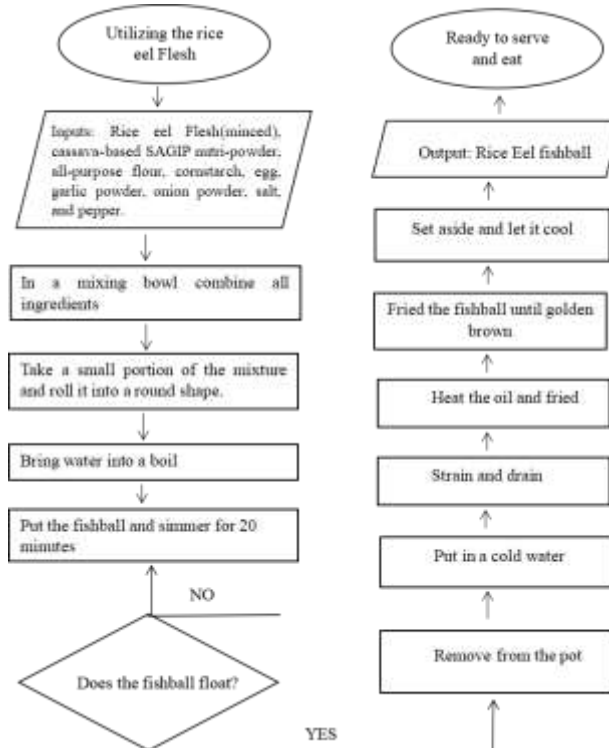 Utilizing the rice
eel Flesh
Inputs: Rice eel Flesh(minced),
cassava-based SAGIP nutri-powder,
all-purpose flour, cornstarch, egg,
garlic powder, onion powder, salt,
and pepper.
In a mixing bowl combine all
ingredients
Take a small portion of the mixture
and roll it into a round shape.
Bring water into a boil
Put the fishball and simmer for 20
minutes
NO
Does the fishball float?
YES
Remove from the pot
Put in a cold water
Strain and drain
Heat the oil and fried
Fried the fishball until golden
brown
Set aside and let it cool
Output: Rice Eel fishball
Ready to serve
and eat